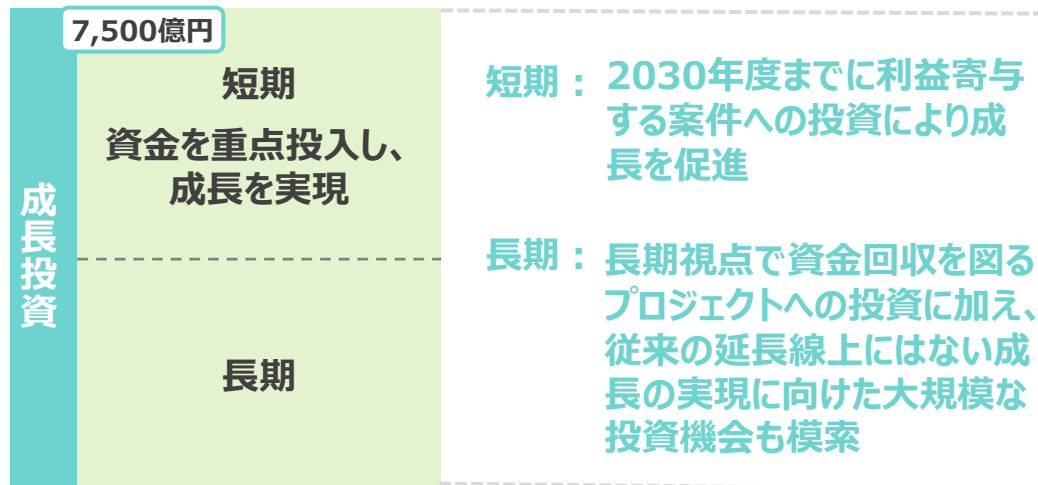 7,500億円
成長投資
短期
資金を重点投入し、
成長を実現
長期
短期： 2030年度までに利益寄与
する案件への投資により成
長を促進
長期： 長期視点で資金回収を図る
プロジェクトへの投資に加え、
従来の延長線上にはない成
長の実現に向けた大規模な
投資機会も模索